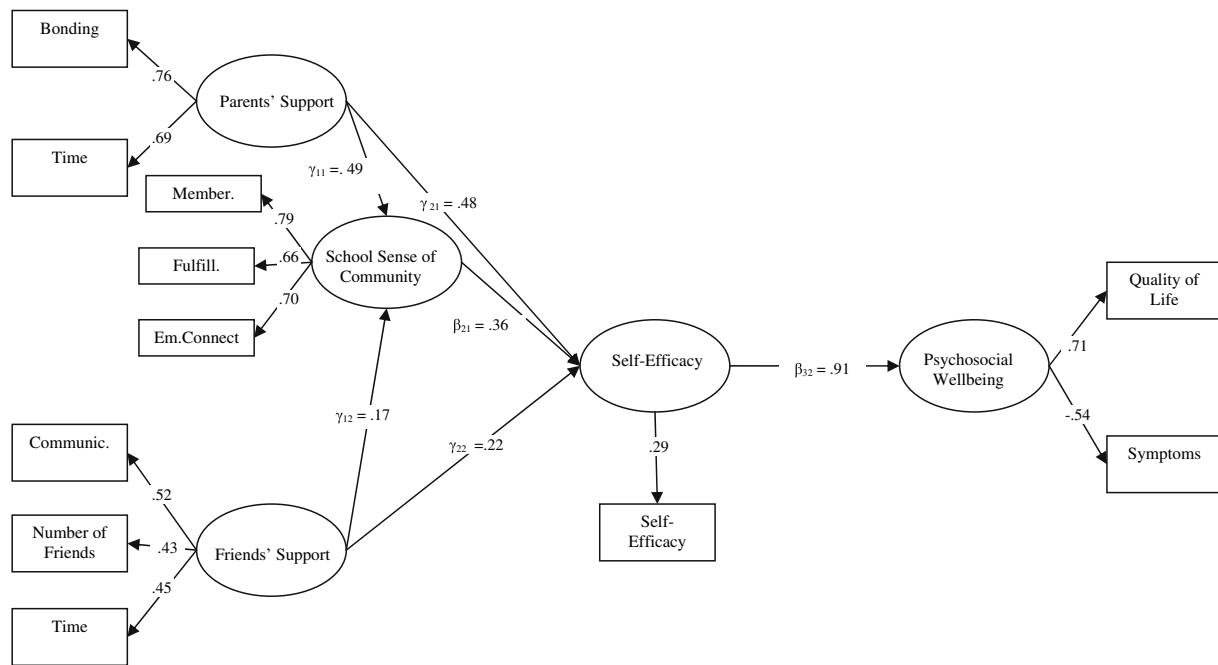 Bonding
.76
Parents' Support
.69
Time
γ11 =. 49
Member.
.79
γ 21 = .48
Fulfill.
.66
School Sense of
Community
.70
Em.Connect
β21 = .36
Quality of
Life
.71
Self-Efficacy
β32 = .91
Psychosocial
Wellbeing
-.54
Symptoms
γ12 = .17
γ22 =.22
.29
Self-
Efficacy
Communic.
.52
Number of
Friends
.43
Friends' Support
.45
Time